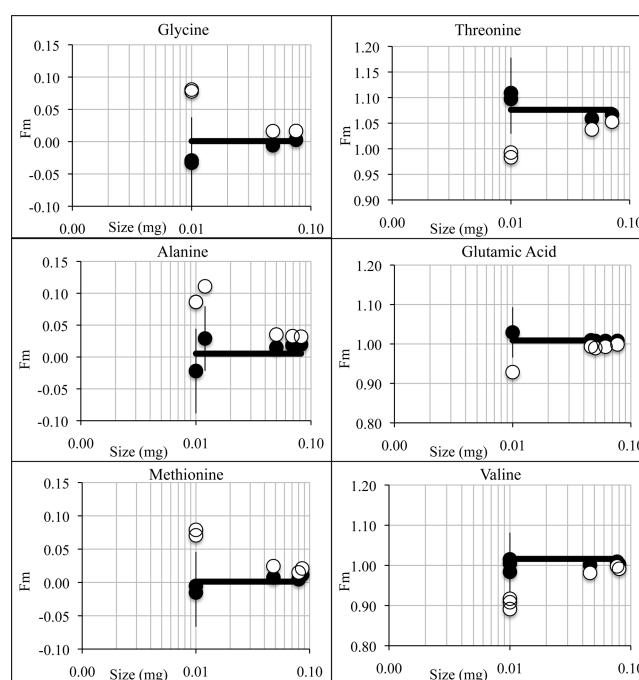 Glycine
0.15
0.10
0.05
0.00
-0.05
-0.10
Fm
0.00
Size (mg)
0.01
0.10
Threonine
1.20
1.15
1.10
1.05
1.00
0.95
0.90
Fm
0.00
Size (mg)
0.01
0.10
Alanine
0.15
0.10
0.05
0.00
-0.05
-0.10
Fm
0.00
Size (mg)
0.01
0.10
Glutamic Acid
1.20
1.10
1.00
0.90
0.80
Fm
0.00
Size (mg)
0.01
0.10
Methionine
0.15
0.10
0.05
0.00
-0.05
-0.10
Fm
0.00
Size (mg)
0.01
0.10
Valine
1.20
1.10
1.00
0.90
0.80
Fm
0.00
Size (mg)
0.01
0.10